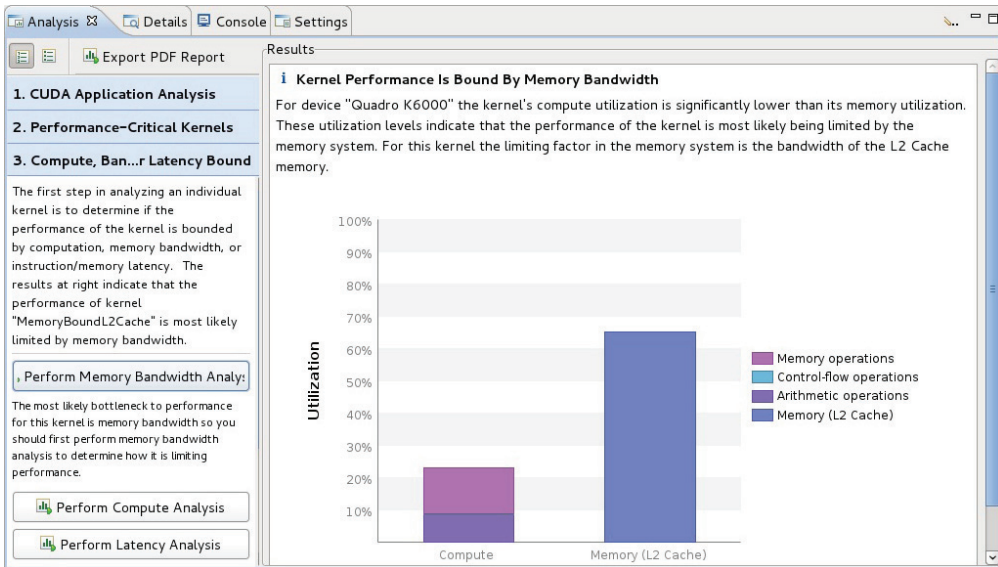 Analysis
Details
Console
Settings
Export PDF Report
1. CUDA Application Analysis
2. Performance-Critical Kernels
3. Compute, Ban...r Latency Bound
The first step in analyzing an individual
kernel is to determine if the
performance of the kernel is bounded
by computation, memory bandwidth, or
instruction/memory latency. The
results at right indicate that the
performance of kernel
"MemoryBoundL2Cache" is most likely
limited by memory bandwidth.
Perform Memory Bandwidth Analy
The most likely bottleneck to performance
for this kernel is memory bandwidth so you
should first perform memory bandwidth
analysis to determine how it is limiting
performance.
Perform Compute Analysis
Perform Latency Analysis
Results
i Kernel Performance Is Bound By Memory Bandwidth
For device "Quadro K6000" the kernel's compute utilization is significantly lower than its memory utilization.
These utilization levels indicate that the performance of the kernel is most likely being limited by the
memory system. For this kernel the limiting factor in the memory system is the bandwidth of the L2 Cache
memory.
Utilization
100%
90%
80%
70%
60%
50%
40%
30%
20%
10%
Compute
Memory (L2 Cache)
Memory operations
Control-flow operations
Arithmetic operations
Memory (L2 Cache)